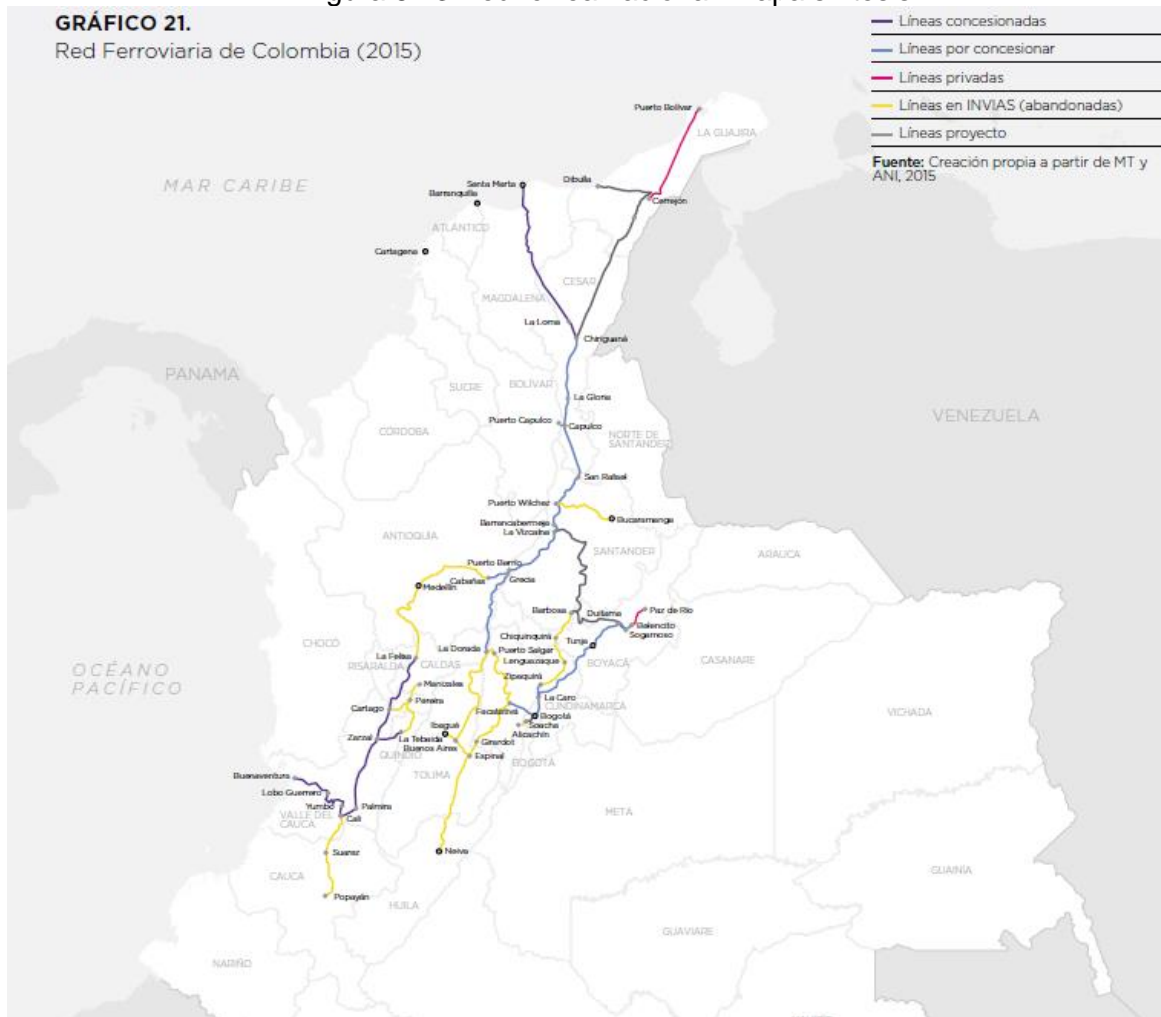 GRÁFICO 21.
Red Ferroviaria de Colombia (2015)
Líneas concesionadas
Líneas por concesionar
Líneas privadas
Líneas en INVIAS (abandonadas)
Líneas proyecto
Fuente: Creación propia a partir de MT y
ANI, 2015
Puerto Bolívar
LA GUAJIRA
MAR CARIBE
Santa Marta
Dibulla
Barranquilla
Cerrejón
ATLÁNTICO
Cartagena
CESAR
MAGDALENA
La Loma
Chiriguaná
PANAMA
SUCRE
BOLÍVAR
La Gloria
VENEZUELA
Puerto Capulco
Capulco
CÓRDOBA
NORTE DE
SANTANDER
San Rafael
Puerto Wilchez
Bucaramanga
Barrancabermeja
La Vizcaína
ANTIOQUIA
SANTANDER
ARAUCA
Puerto Berrío
Cabañas
Grecia
Medellín
Barbosa
Duitama
Paz de Río
Belencito
Sogamoso
CHOCÓ
Chiquinquirá
Tunja
La Dorada
Puerto Salgar
Lenguazaque
BOYACÁ
CASANARE
La Felisa
RISARALDA
CALDAS
OCÉANO
PACÍFICO
Manizales
Zipaquirá
Pereira
La Caro
CUNDINAMARCA
VICHADA
Cartago
Facatativá
Bogotá
Soacha
Alicachín
Ibagué
Zarzal
La Tebaida
Buenos Aires
Girardot
QUINDÍO
Espinal
BOGOTÁ
TOLIMA
Buenaventura
Lobo Guerrero
Yumbo
Palmira
VALLE DEL
CAUCA
Cali
META
Suarez
Neiva
GUAINÍA
CAUCA
Popayán
HUILA
GUAVIARE
NARIÑO